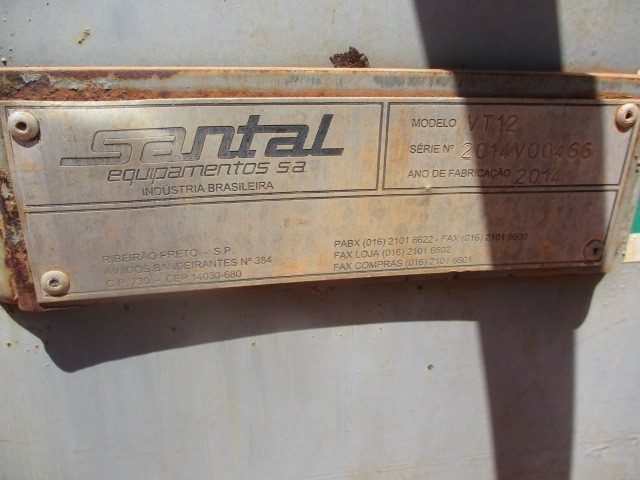 santal
equipamentos s.a.
INDÚSTRIA BRASILEIRA
MODELO VT12
SÉRIE Nº 2014V00466
ANO DE FABRICAÇÃO 2014
RIBEIRÃO PRETO - S.P.
AV. DOS BANDEIRANTES Nº 384
C.P. 730 - CEP 14030-680
PABX (016) 2101 6622 - FAX (016) 2101 6600
FAX LOJA (016) 2101 6602
FAX COMPRAS (016) 2101 6601